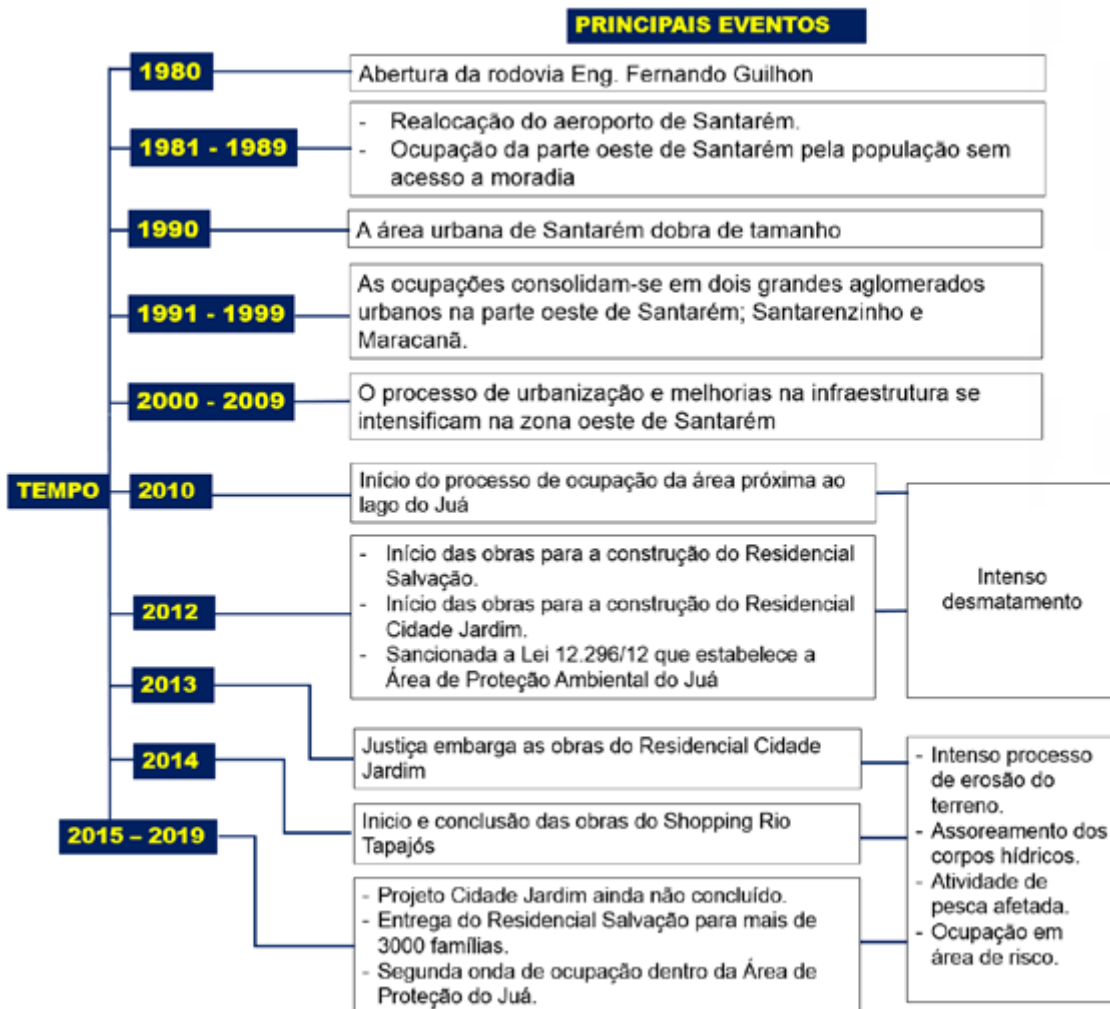 PRINCIPAIS EVENTOS
1980
Abertura da rodovia Eng. Fernando Guilhon
1981 - 1989
- Realocação do aeroporto de Santarém.
- Ocupação da parte oeste de Santarém pela população sem
acesso a moradia
1990
A área urbana de Santarém dobra de tamanho
1991 - 1999
As ocupações consolidam-se em dois grandes aglomerados
urbanos na parte oeste de Santarém; Santarenzinho e
Maracanã.
2000 - 2009
O processo de urbanização e melhorias na infraestrutura se
intensificam na zona oeste de Santarém
TEMPO
2010
Início do processo de ocupação da área próxima ao
lago do Juá
2012
- Início das obras para a construção do Residencial
Salvação.
- Início das obras para a construção do Residencial
Cidade Jardim.
- Sancionada a Lei 12.296/12 que estabelece a
Área de Proteção Ambiental do Juá
Intenso
desmatamento
2013
Justiça embarga as obras do Residencial Cidade
Jardim
2014
Inicio e conclusão das obras do Shopping Rio
Tapajós
2015 – 2019
- Projeto Cidade Jardim ainda não concluído.
- Entrega do Residencial Salvação para mais de
3000 famílias.
- Segunda onda de ocupação dentro da Área de
Proteção do Juá.
- Intenso processo
de erosão do
terreno.
- Assoreamento dos
corpos hídricos.
- Atividade de
pesca afetada.
- Ocupação em
área de risco.